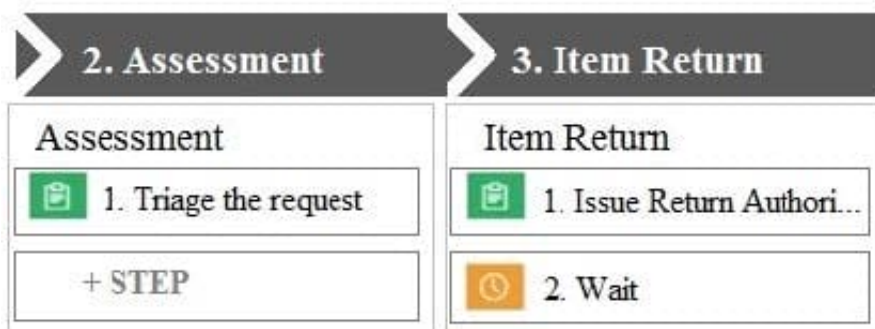 2. Assessment
3. Item Return
Assessment
1. Triage the request
+ STEP
Item Return
1. Issue Return Authori...
2. Wait